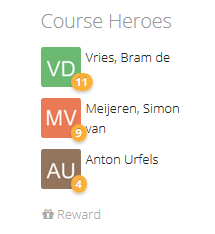 Course Heroes
VD
Vries, Bram de
11
MV
Meijeren, Simon
van
9
AU
Anton Urfels
4
Reward